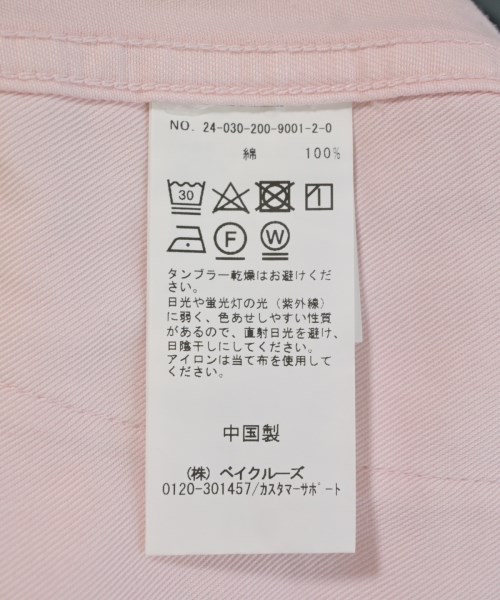 NO. 24-030-200-9001-2-0
綿 100%
30
F W
タンブラー乾燥はお避けくだ
さい。
日光や蛍光灯の光（紫外線）
に弱く、色あせしやすい性質
があるので、直射日光を避け、
日陰干しにしてください。
アイロンは当て布を使用して
ください。
中国製
（株）ベイクルーズ
0120-301457/カスタマーサポート